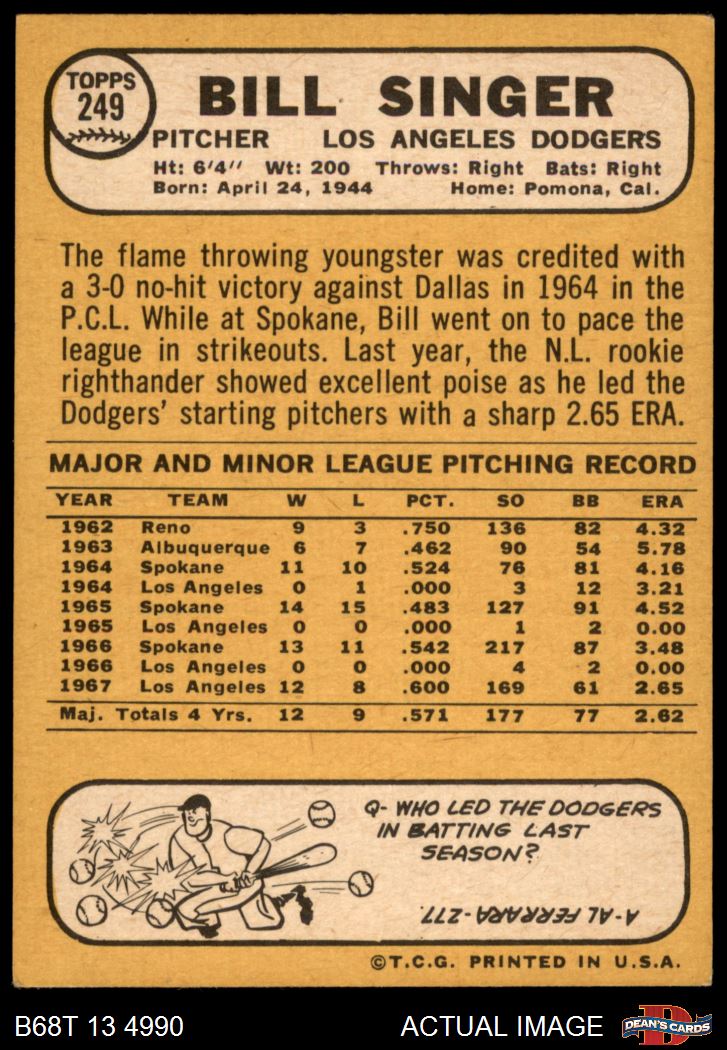 TOPPS
249
BILL SINGER
PITCHER LOS ANGELES DODGERS
Ht: 6'4" Wt: 200 Throws: Right Bats: Right
Born: April 24, 1944 Home: Pomona, Cal.
The flame throwing youngster was credited with
a 3-0 no-hit victory against Dallas in 1964 in the
P.C.L. While at Spokane, Bill went on to pace the
league in strikeouts. Last year, the N.L. rookie
righthander showed excellent poise as he led the
Dodgers' starting pitchers with a sharp 2.65 ERA.
MAJOR AND MINOR LEAGUE PITCHING RECORD
YEAR TEAM W L PCT. SO BB ERA
1962 Reno 9 3 .750 136 82 4.32
1963 Albuquerque 6 7 .462 90 54 5.78
1964 Spokane 11 10 .524 76 81 4.16
1964 Los Angeles 0 1 .000 3 12 3.21
1965 Spokane 14 15 .483 127 91 4.52
1965 Los Angeles 0 0 .000 1 2 0.00
1966 Spokane 13 11 .542 217 87 3.48
1966 Los Angeles 0 0 .000 4 2 0.00
1967 Los Angeles 12 8 .600 169 61 2.65
Maj. Totals 4 Yrs. 12 9 .571 177 77 2.62
Q- WHO LED THE DODGERS
IN BATTING LAST
SEASON?
A- AL FERRARA-.277
©T.C.G. PRINTED IN U.S.A.
B68T 13 4990 ACTUAL IMAGE
D
DEAN'S CARDS